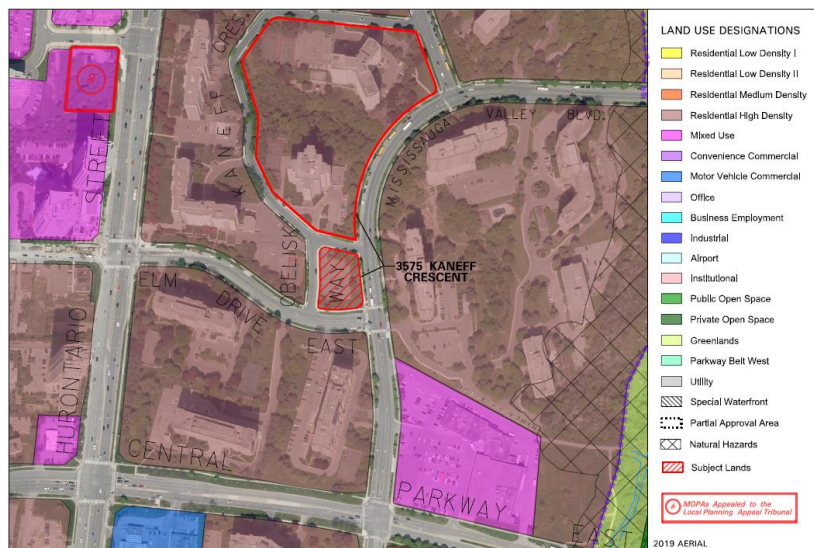 LAND USE DESIGNATIONS
Residential Low Density I
Residential Low Density II
Residential Medium Density
Residential High Density
Mixed Use
Convenience Commercial
Motor Vehicle Commercial
Office
Business Employment
Industrial
Airport
Institutional
Public Open Space
Private Open Space
Greenlands
Parkway Belt West
Utility
Special Waterfront
Partial Approval Area
Natural Hazards
Subject Lands
MOPAs Appealed to the
Local Planning Appeal Tribunal
2019 AERIAL
KANEFF CRES.
HURONTARIO STREET
MISSISSAUGA VALLEY BLVD.
OBELISK WAY
3575 KANEFF
CRESCENT
ELM DRIVE EAST
CENTRAL PARKWAY EAST